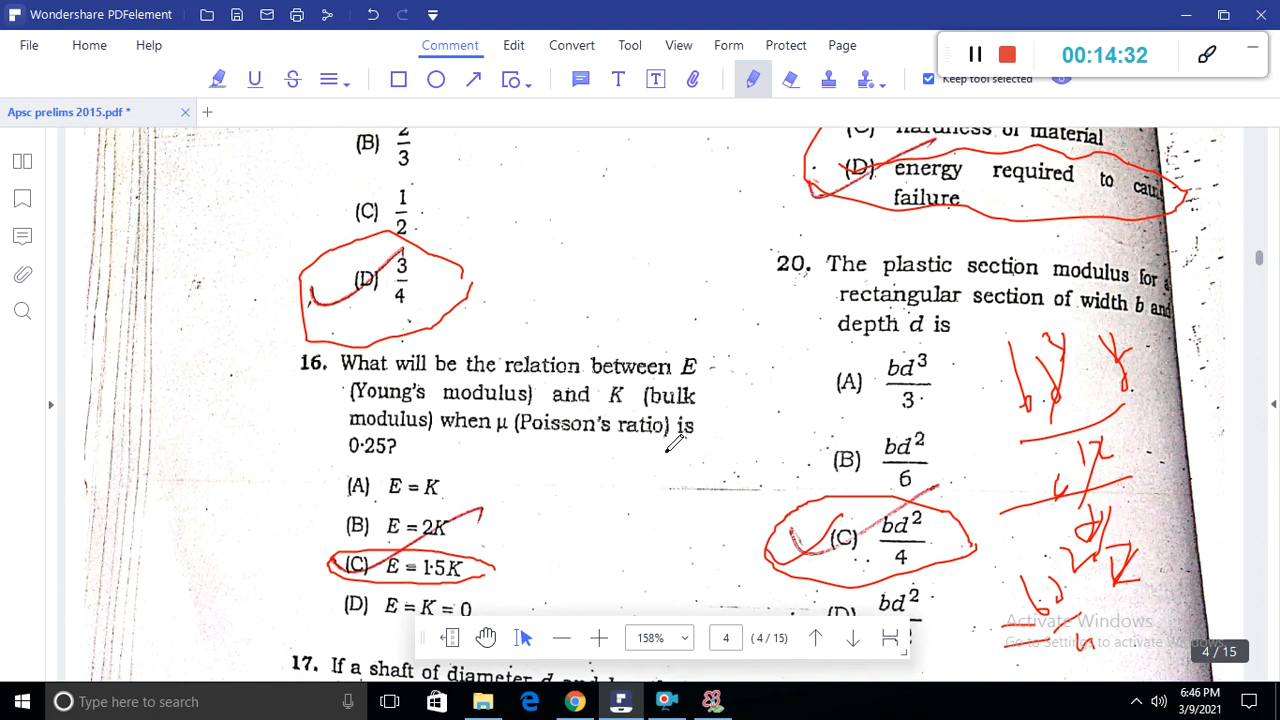 Wondershare PDFelement
File Home Help Comment Edit Convert Tool View Form Protect Page
00:14:32
Keep tool selected
Apsc prelims 2015.pdf *
(B) 2/3
(C) 1/2
(D) 3/4
16. What will be the relation between E
(Young's modulus) and K (bulk
modulus) when μ (Poisson's ratio) is
0·25?
(A) E = K
(B) E = 2K
(C) E = 1·5K
(D) E = K = 0
17. If a shaft of diameter d and
(C) hardness of material
(D) energy required to
failure
20. The plastic section modulus for
rectangular section of width b and
depth d is
(A) bd³/3
(B) bd²/6
(C) bd²/4
(D) bd²
158%
4 (4 / 15)
Activate Windows
Go to Settings to activate Windows.
4 / 15
Type here to search
6:46 PM
3/9/2021